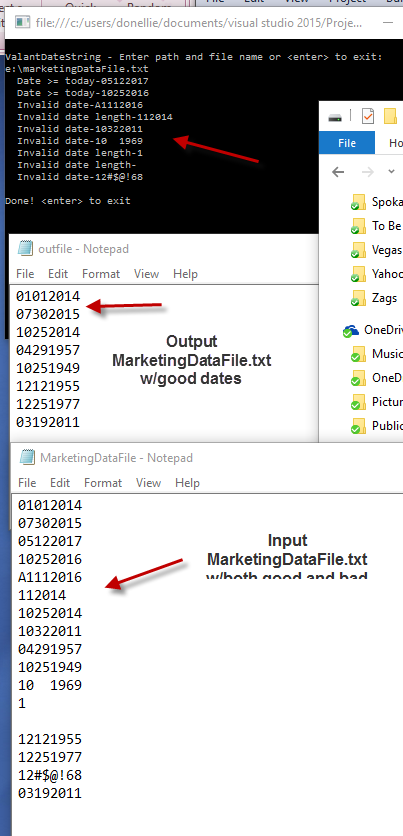 file:///c:/users/donellie/documents/visual studio 2015/Proje...
ValantDateString - Enter path and file name or <enter> to exit:
e:\marketingDataFile.txt
Date >= today-05122017
Date >= today-10252016
Invalid date-A1112016
Invalid date length-112014
Invalid date-10322011
Invalid date-10  1969
Invalid date length-1
Invalid date length-
Invalid date-12#$@!68
Done! <enter> to exit
File
Spoka
To Be
Vegas
Yahoo
Zags
OneDriv
Music
OneD
Pictur
Public
outfile - Notepad
File Edit Format View Help
01012014
07302015
10252014
04291957
10251949
12121955
12251977
03192011
Output
MarketingDataFile.txt
w/good dates
MarketingDataFile - Notepad
File Edit Format View Help
01012014
07302015
05122017
10252016
A1112016
112014
10252014
10322011
04291957
10251949
10  1969
1
12121955
12251977
12#$@!68
03192011
Input
MarketingDataFile.txt
w/both good and bad